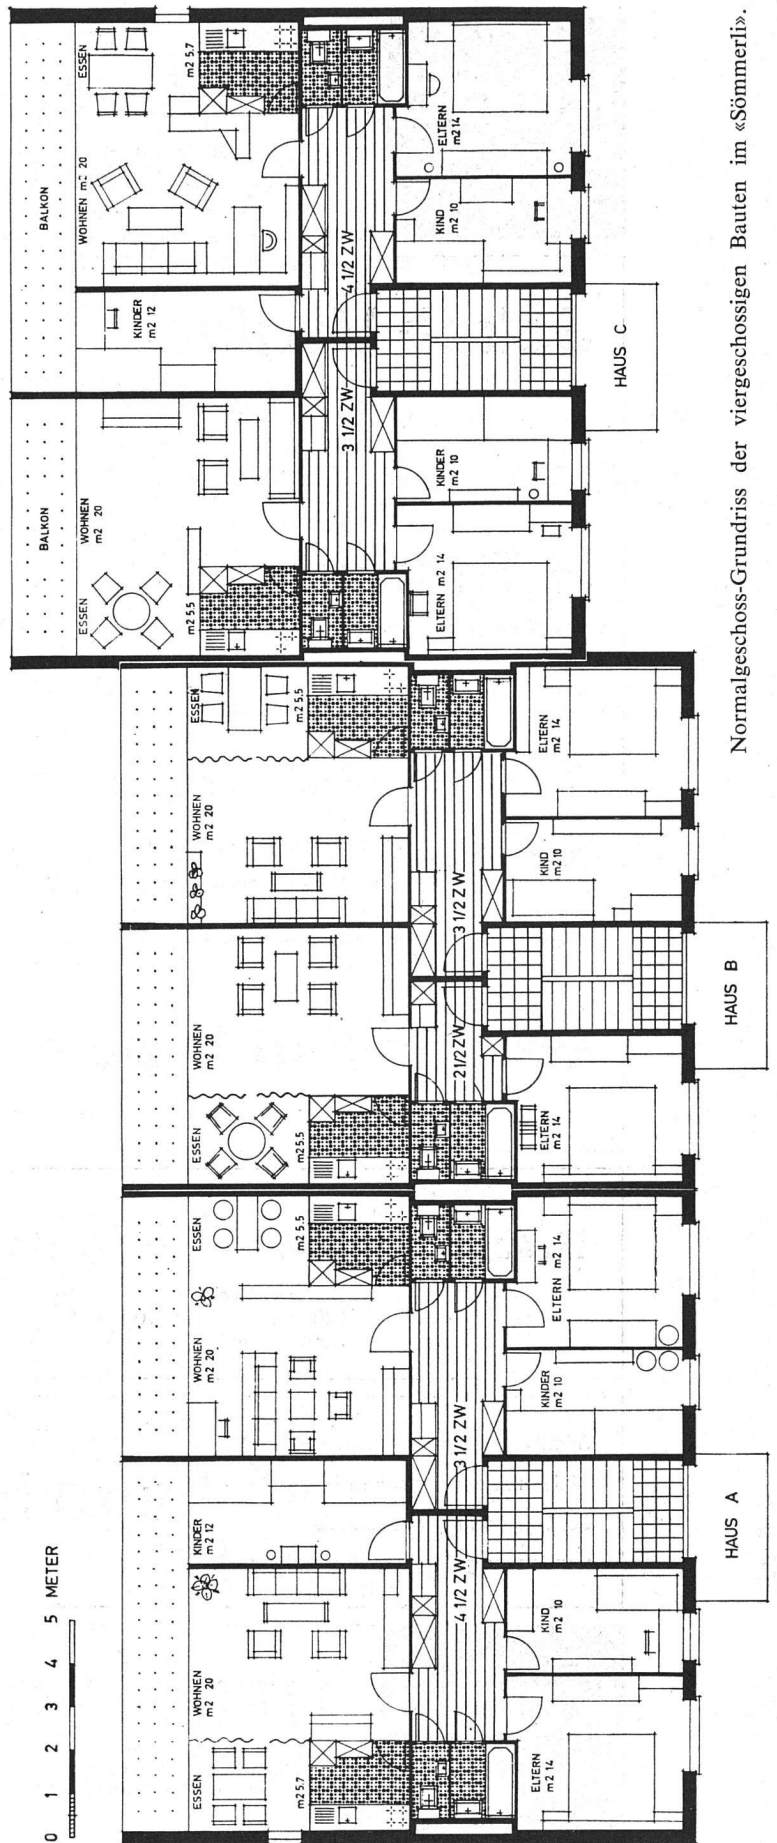 0 1 2 3 4 5 METER
ESSEN
WOHNEN
m2 20
KINDER
m2 12
m2 5.7
4 1/2 ZW
ELTERN
m2 14
KIND
m2 10
HAUS A
WOHNEN
m2 20
ESSEN
m2 5.5
3 1/2 ZW
KINDER
m2 10
ELTERN m2 14
ESSEN
WOHNEN
m2 20
m2 5.5
2 1/2 ZW
ELTERN
m2 14
HAUS B
WOHNEN
m2 20
ESSEN
m2 5.5
3 1/2 ZW
KIND
m2 10
ELTERN
m2 14
BALKON
ESSEN
WOHNEN
m2 20
m2 5.5
3 1/2 ZW
ELTERN m2 14
KINDER
m2 10
HAUS C
BALKON
KINDER
m2 12
WOHNEN m2 20
ESSEN
m2 5.7
4 1/2 ZW
KIND
m2 10
ELTERN
m2 14
Normalgeschoss-Grundriss der viergeschossigen Bauten im «Sömmerli».